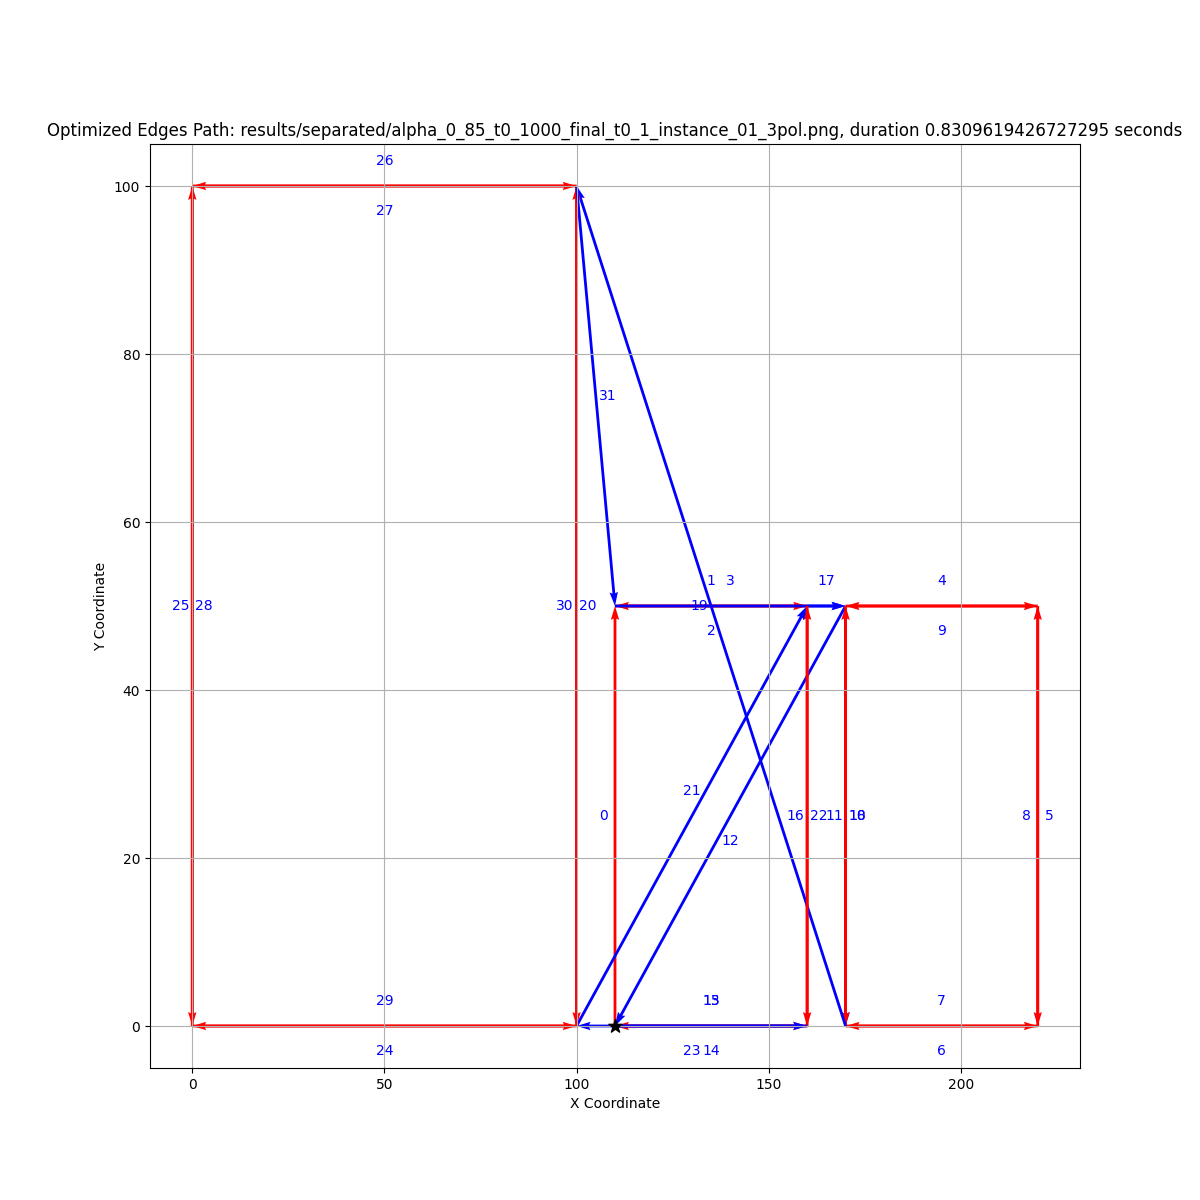 Optimized Edges Path: results/separated/alpha_0_85_t0_1000_final_t0_1_instance_01_3pol.png, duration 0.8309619426727295 seconds
26
100
27
80
31
60
1 3 17 4
25 28 30 20 19
2 9
Y Coordinate
40
21
0 16 22 11 8 5
12
20
29 7
0
24 23 14 6
0 50 100 150 200
X Coordinate